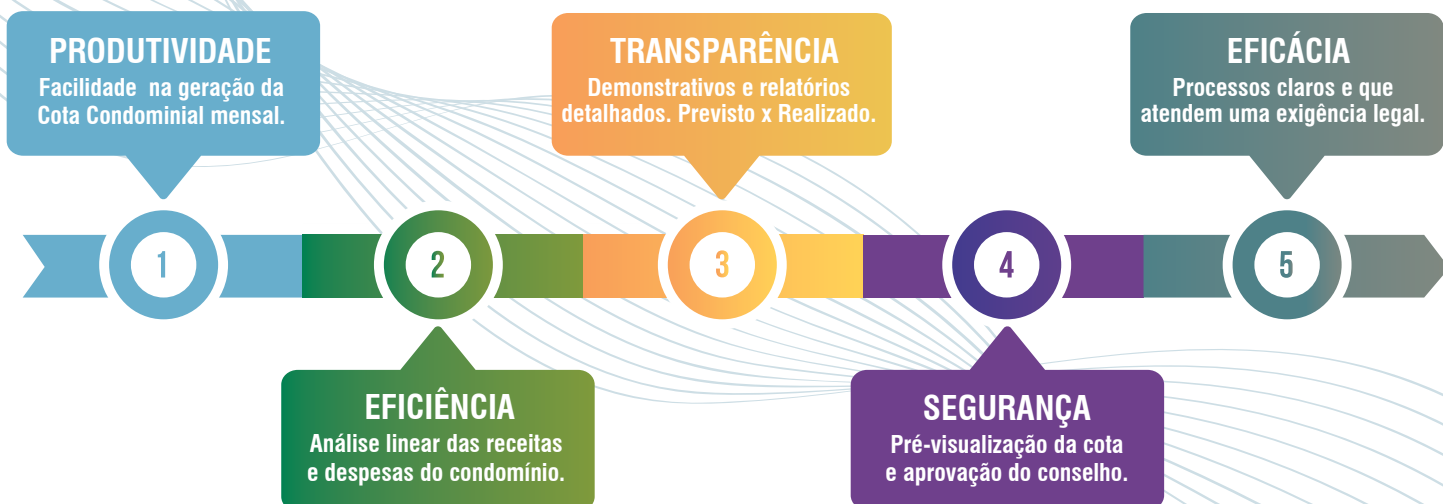 PRODUTIVIDADE
Facilidade na geração da
Cota Condominial mensal.
1
EFICIÊNCIA
Análise linear das receitas
e despesas do condomínio.
2
TRANSPARÊNCIA
Demonstrativos e relatórios
detalhados. Previsto x Realizado.
3
SEGURANÇA
Pré-visualização da cota
e aprovação do conselho.
4
EFICÁCIA
Processos claros e que
atendem uma exigência legal.
5